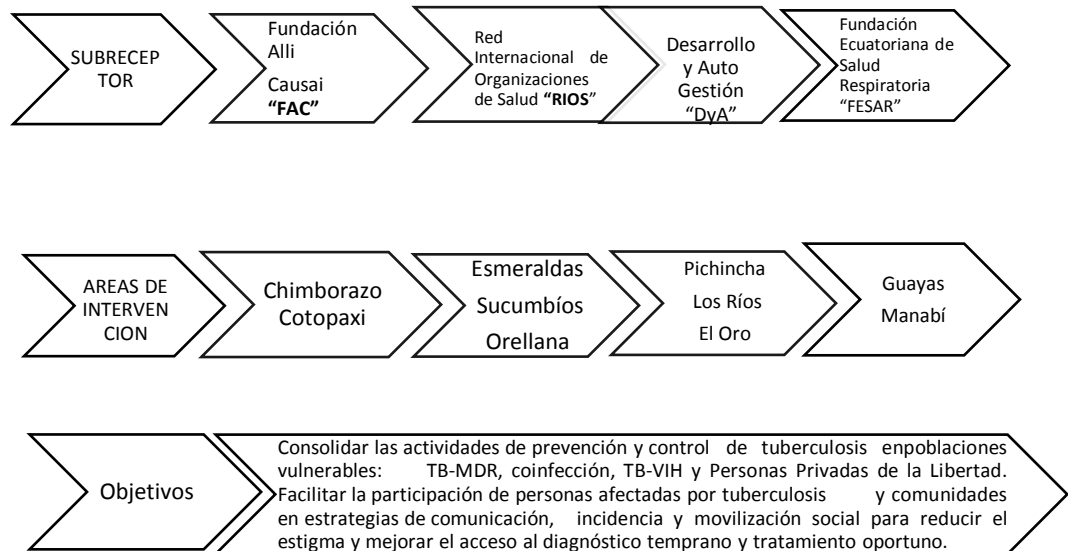 SUBRECEP
TOR
Fundación
Alli
Causai
“FAC”
Red
Internacional de
Organizaciones
de Salud “RIOS”
Desarrollo
y Auto
Gestión
“DyA”
Fundación
Ecuatoriana de
Salud
Respiratoria
“FESAR”
AREAS DE
INTERVEN
CION
Chimborazo
Cotopaxi
Esmeraldas
Sucumbíos
Orellana
Pichincha
Los Ríos
El Oro
Guayas
Manabí
Objetivos
Consolidar las actividades de prevención y control de tuberculosis enpoblaciones
vulnerables: TB-MDR, coinfección, TB-VIH y Personas Privadas de la Libertad.
Facilitar la participación de personas afectadas por tuberculosis y comunidades
en estrategias de comunicación, incidencia y movilización social para reducir el
estigma y mejorar el acceso al diagnóstico temprano y tratamiento oportuno.